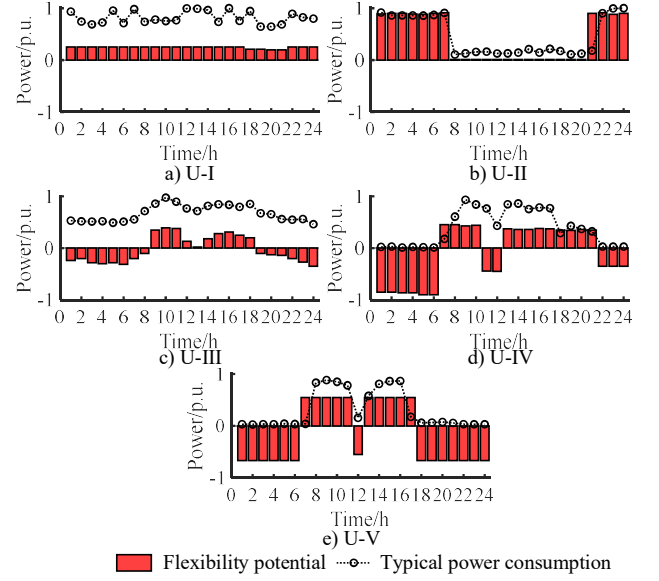 1
1
Power/p.u.
Power/p.u.
0
0
-1
-1
0 2 4 6 8 10 12 14 16 18 20 22 24
0 2 4 6 8 10 12 14 16 18 20 22 24
Time/h
Time/h
a) U-I
b) U-II
1
1
Power/p.u.
Power/p.u.
0
0
-1
-1
0 2 4 6 8 10 12 14 16 18 20 22 24
0 2 4 6 8 10 12 14 16 18 20 22 24
Time/h
Time/h
c) U-III
d) U-IV
1
Power/p.u.
0
-1
0 2 4 6 8 10 12 14 16 18 20 22 24
Time/h
e) U-V
Flexibility potential
Typical power consumption